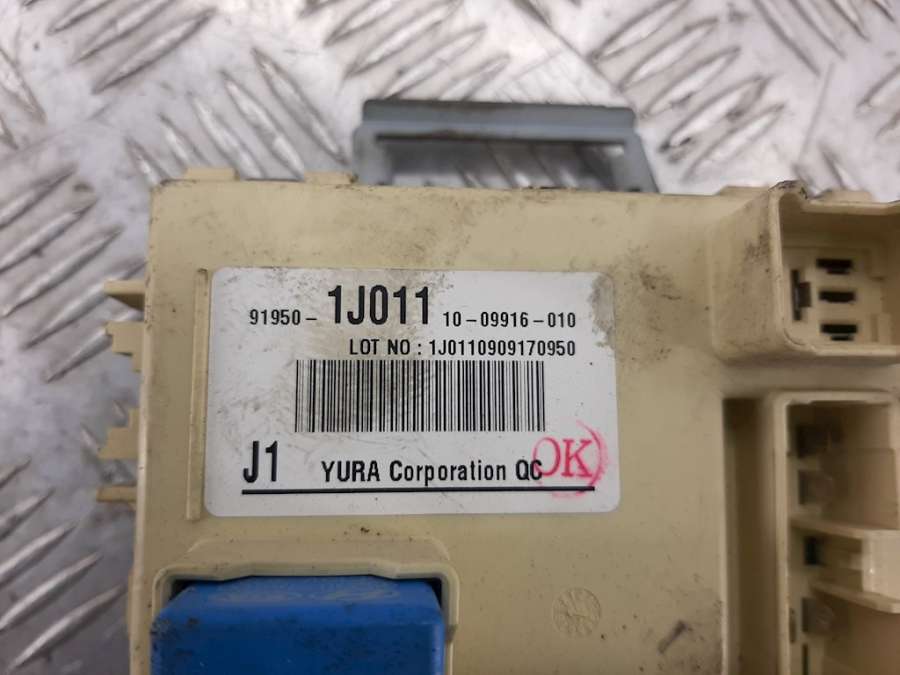 91950- 1J011 10-09916-010
LOT NO : 1J0110909170950
J1 YURA Corporation QC OK